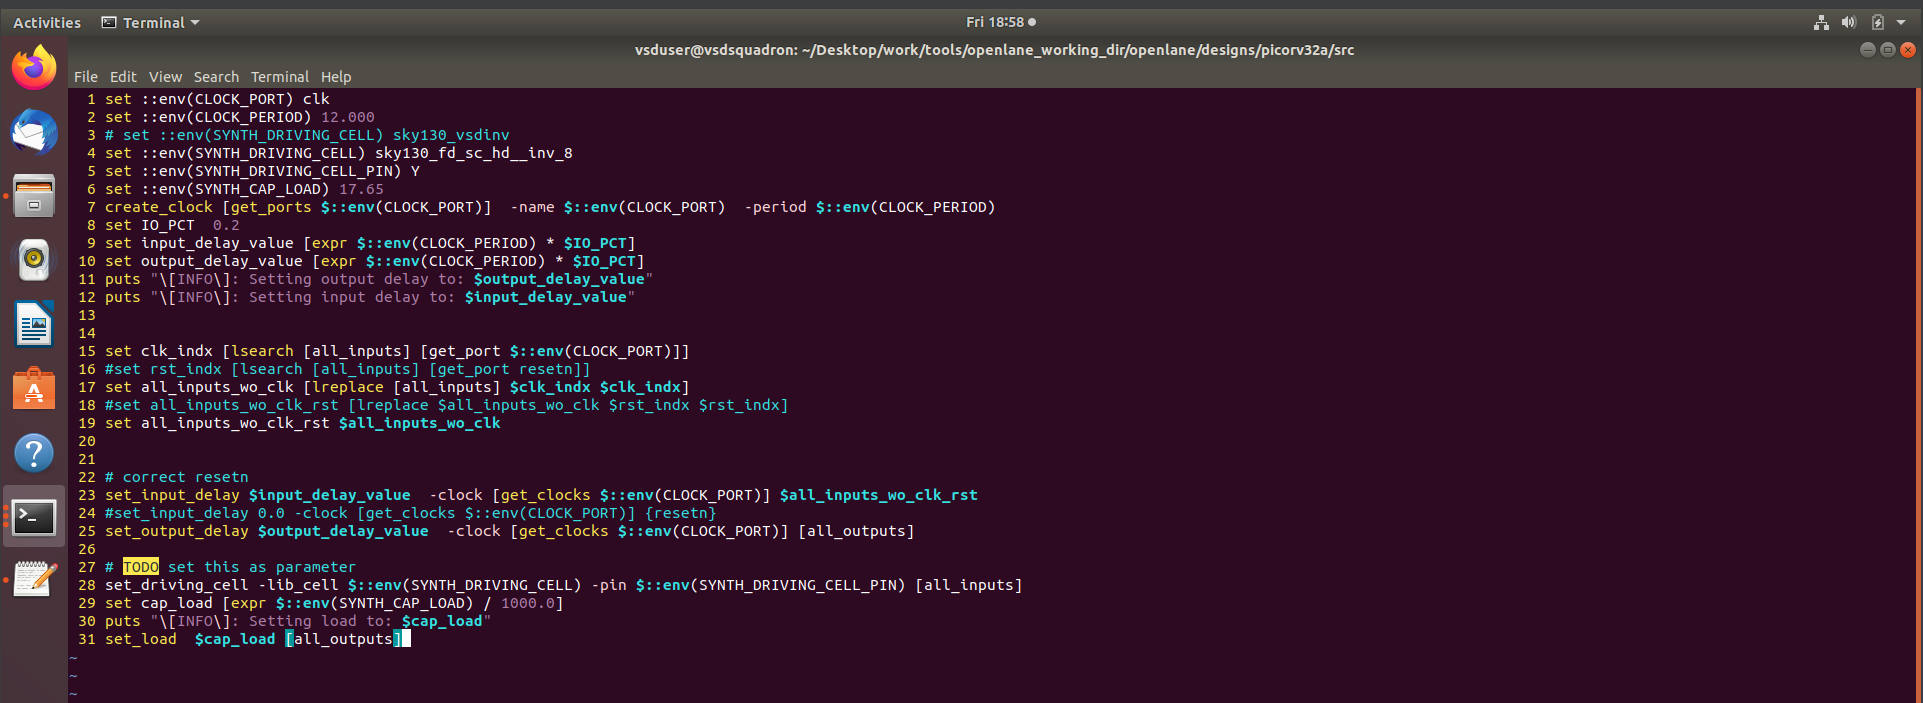 Activities Terminal Fri 18:58
vsduser@vsdsquadron: ~/Desktop/work/tools/openlane_working_dir/openlane/designs/picorv32a/src
File Edit View Search Terminal Help
1 set ::env(CLOCK_PORT) clk
2 set ::env(CLOCK_PERIOD) 12.000
3 # set ::env(SYNTH_DRIVING_CELL) sky130_vsdinv
4 set ::env(SYNTH_DRIVING_CELL) sky130_fd_sc_hd__inv_8
5 set ::env(SYNTH_DRIVING_CELL_PIN) Y
6 set ::env(SYNTH_CAP_LOAD) 17.65
7 create_clock [get_ports $::env(CLOCK_PORT)]  -name $::env(CLOCK_PORT)  -period $::env(CLOCK_PERIOD)
8 set IO_PCT  0.2
9 set input_delay_value [expr $::env(CLOCK_PERIOD) * $IO_PCT]
10 set output_delay_value [expr $::env(CLOCK_PERIOD) * $IO_PCT]
11 puts "\[INFO\]: Setting output delay to: $output_delay_value"
12 puts "\[INFO\]: Setting input delay to: $input_delay_value"
13
14
15 set clk_indx [lsearch [all_inputs] [get_port $::env(CLOCK_PORT)]]
16 #set rst_indx [lsearch [all_inputs] [get_port resetn]]
17 set all_inputs_wo_clk [lreplace [all_inputs] $clk_indx $clk_indx]
18 #set all_inputs_wo_clk_rst [lreplace $all_inputs_wo_clk $rst_indx $rst_indx]
19 set all_inputs_wo_clk_rst $all_inputs_wo_clk
20
21
22 # correct resetn
23 set_input_delay $input_delay_value  -clock [get_clocks $::env(CLOCK_PORT)] $all_inputs_wo_clk_rst
24 #set_input_delay 0.0 -clock [get_clocks $::env(CLOCK_PORT)] {resetn}
25 set_output_delay $output_delay_value  -clock [get_clocks $::env(CLOCK_PORT)] [all_outputs]
26
27 # TODO set this as parameter
28 set_driving_cell -lib_cell $::env(SYNTH_DRIVING_CELL) -pin $::env(SYNTH_DRIVING_CELL_PIN) [all_inputs]
29 set cap_load [expr $::env(SYNTH_CAP_LOAD) / 1000.0]
30 puts "\[INFO\]: Setting load to: $cap_load"
31 set_load  $cap_load [all_outputs]
~
~
~